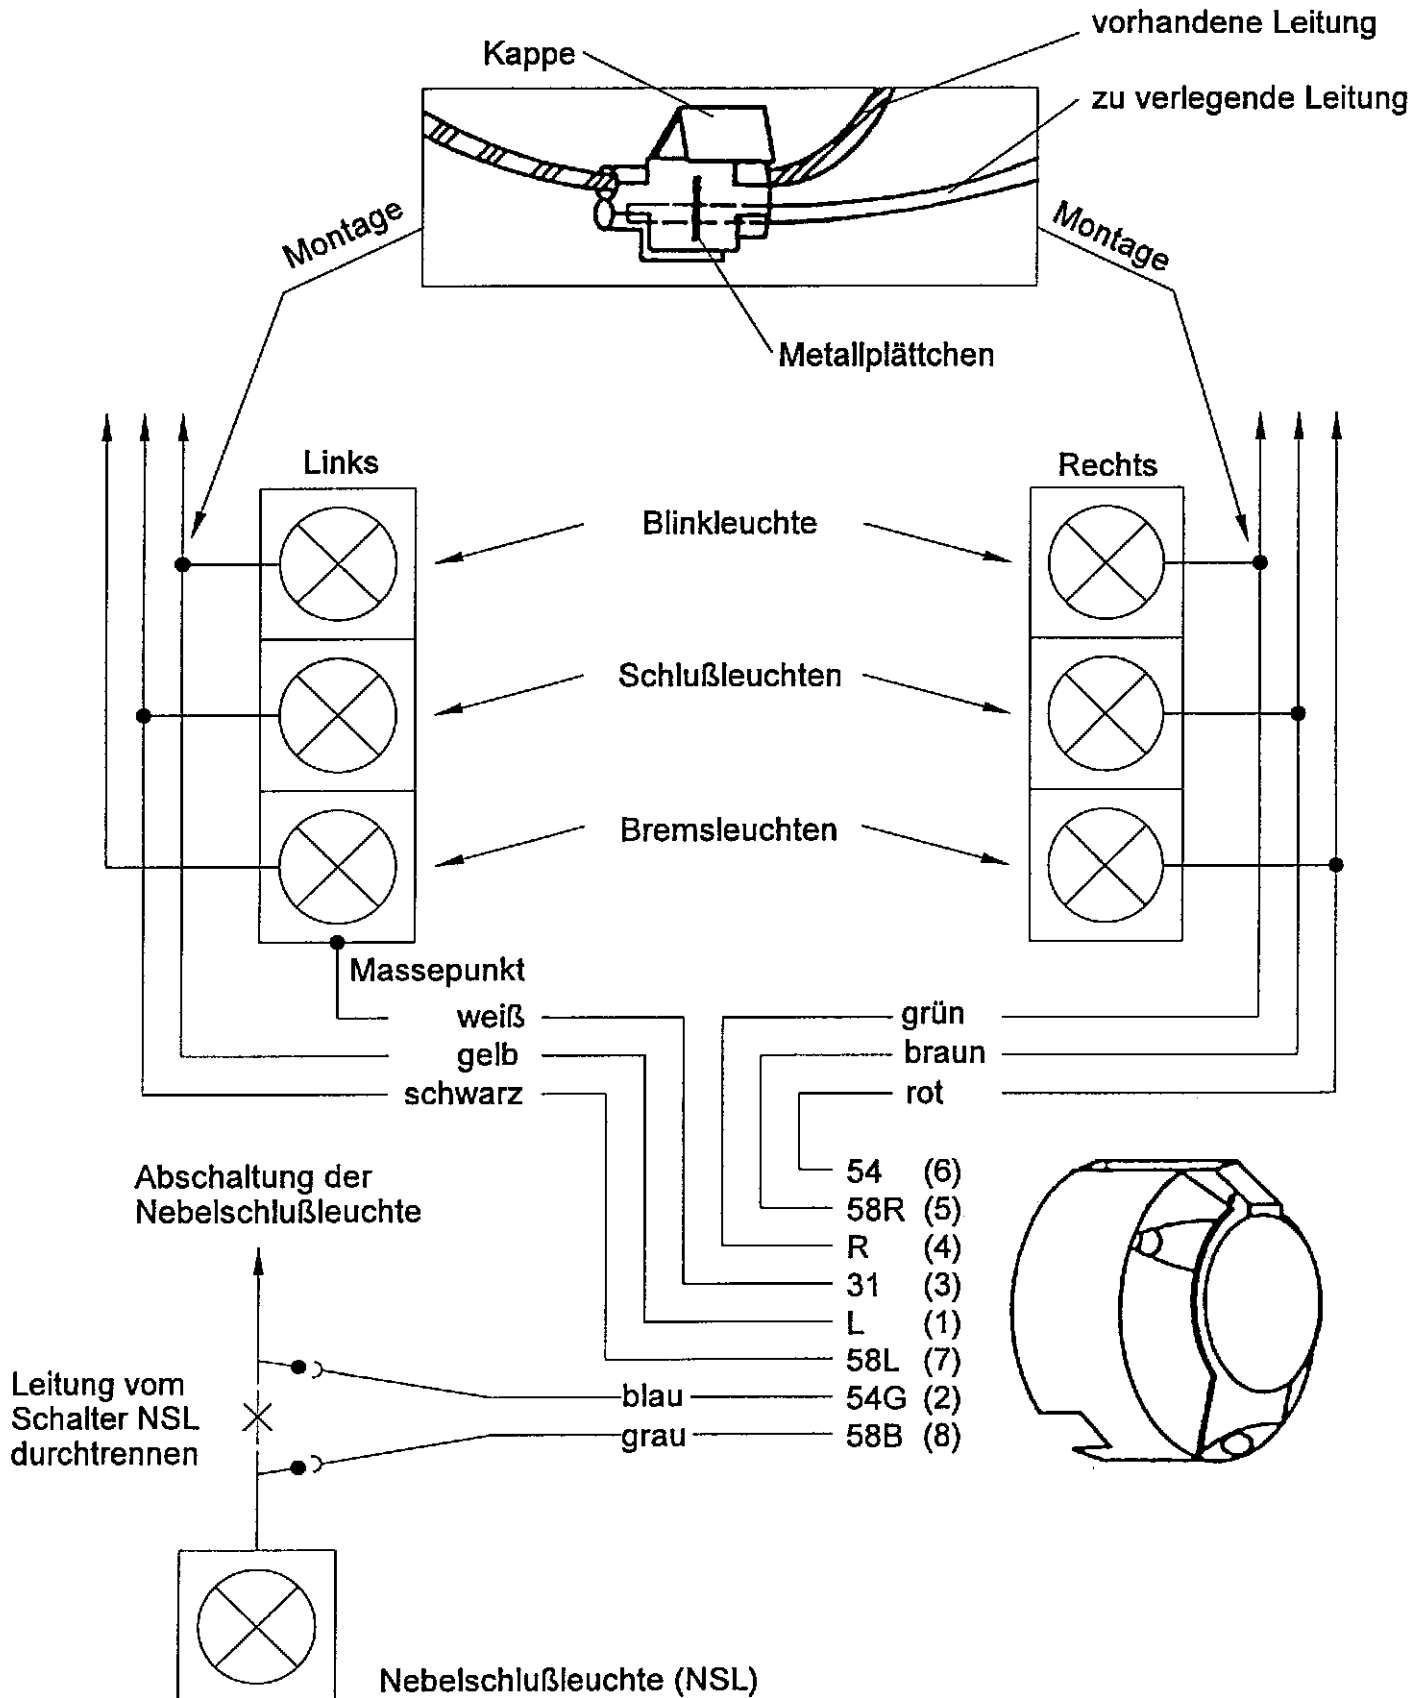 vorhandene Leitung
Kappe
zu verlegende Leitung
Montage
Montage
Metallplättchen
Links
Rechts
Blinkleuchte
Schlußleuchten
Bremsleuchten
Massepunkt
weiß
grün
gelb
braun
schwarz
rot
54 (6)
58R (5)
R (4)
31 (3)
L (1)
58L (7)
54G (2)
58B (8)
blau
grau
Abschaltung der
Nebelschlußleuchte
Leitung vom
Schalter NSL
durchtrennen
Nebelschlußleuchte (NSL)